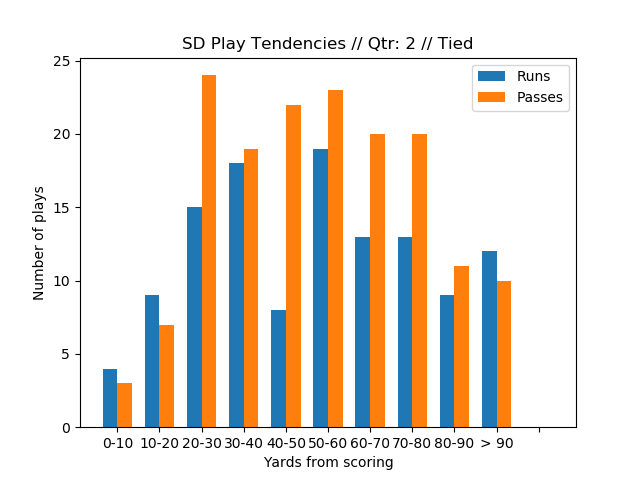 SD Play Tendencies // Qtr: 2 // Tied
Runs
Passes
25
20
15
10
5
0
Number of plays
0-10 10-20 20-30 30-40 40-50 50-60 60-70 70-80 80-90 > 90
Yards from scoring